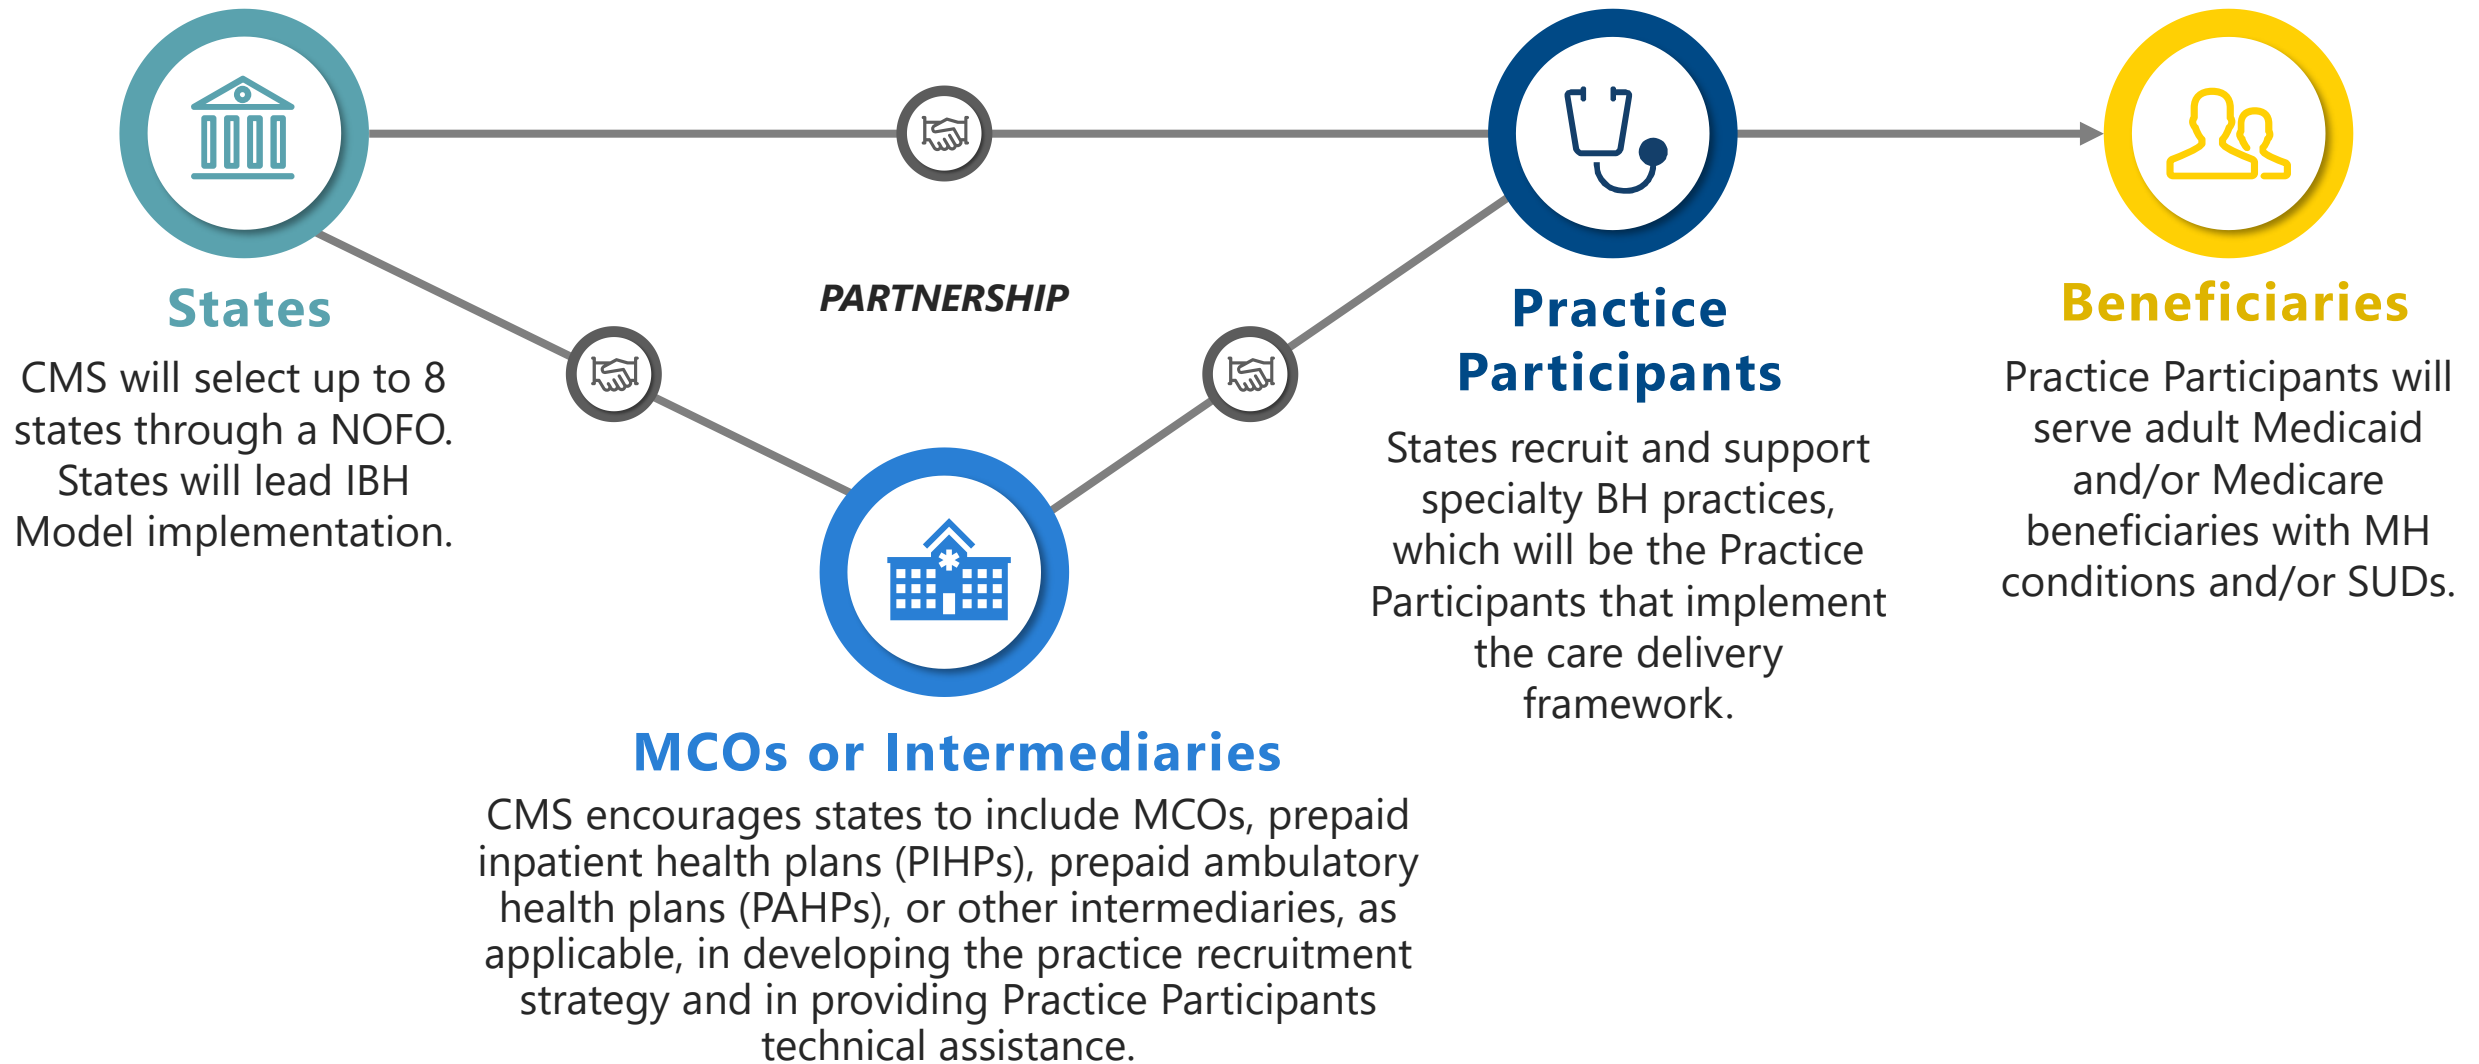 States
CMS will select up to 8
states through a NOFO.
States will lead IBH
Model implementation.
PARTNERSHIP
MCOs or Intermediaries
CMS encourages states to include MCOs, prepaid
inpatient health plans (PIHPs), prepaid ambulatory
health plans (PAHPs), or other intermediaries, as
applicable, in developing the practice recruitment
strategy and in providing Practice Participants
technical assistance.
Practice
Participants
States recruit and support
specialty BH practices,
which will be the Practice
Participants that implement
the care delivery
framework.
Beneficiaries
Practice Participants will
serve adult Medicaid
and/or Medicare
beneficiaries with MH
conditions and/or SUDs.